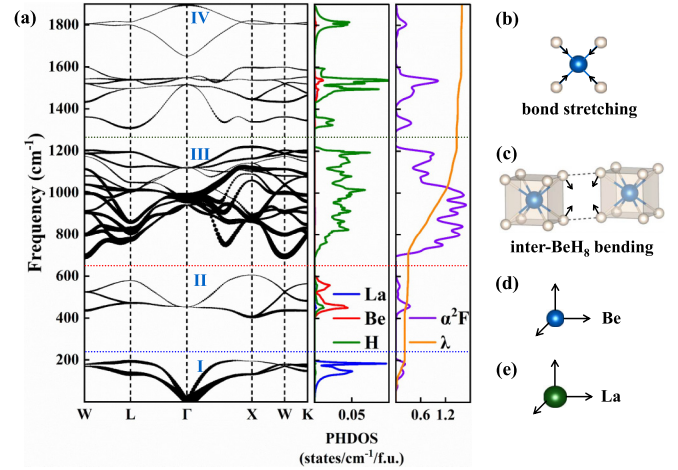 (a)
IV
III
II
I
1800
1600
1400
1200
1000
800
600
400
200
Frequency (cm⁻¹)
W L Γ X W K
La
Be
H
α²F
λ
0.05
0.6 1.2
PHDOS
(states/cm⁻¹/f.u.)
(b)
bond stretching
(c)
inter-BeH₈ bending
(d)
Be
(e)
La